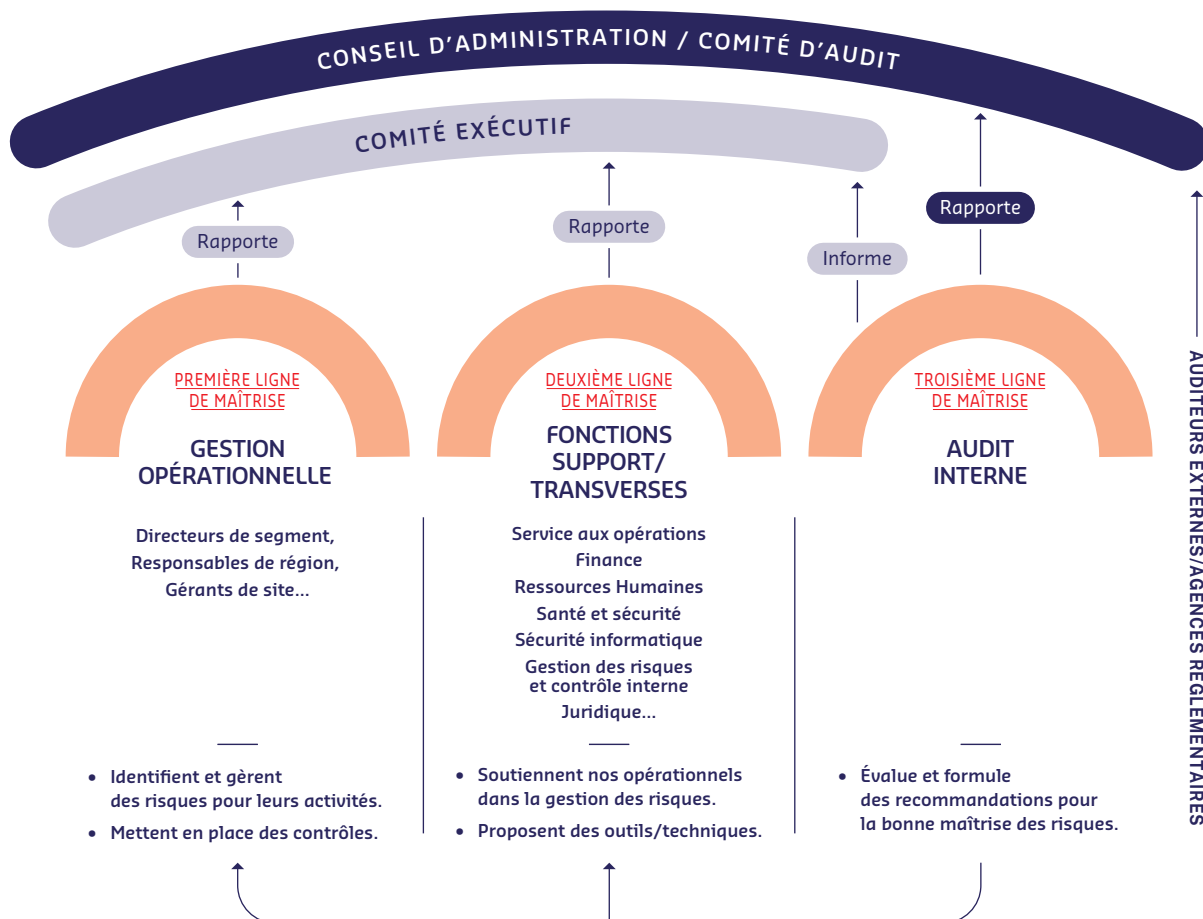 CONSEIL D'ADMINISTRATION / COMITÉ D'AUDIT
COMITÉ EXÉCUTIF
Rapporte
Rapporte
Informe
Rapporte
PREMIÈRE LIGNE
DE MAÎTRISE
GESTION
OPÉRATIONNELLE
Directeurs de segment,
Responsables de région,
Gérants de site...
• Identifient et gèrent
des risques pour leurs activités.
• Mettent en place des contrôles.
DEUXIÈME LIGNE
DE MAÎTRISE
FONCTIONS
SUPPORT/
TRANSVERSES
Service aux opérations
Finance
Ressources Humaines
Santé et sécurité
Sécurité informatique
Gestion des risques
et contrôle interne
Juridique...
• Soutiennent nos opérationnels
dans la gestion des risques.
• Proposent des outils/techniques.
TROISIÈME LIGNE
DE MAÎTRISE
AUDIT
INTERNE
• Évalue et formule
des recommandations pour
la bonne maîtrise des risques.
AUDITEURS EXTERNES/AGENCES RÉGLEMENTAIRES